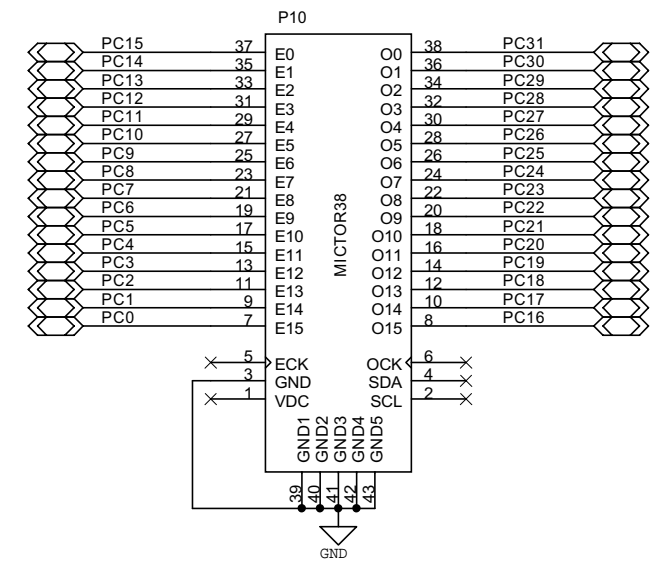 P10
PC15 37 E0 O0 38 PC31
PC14 35 E1 O1 36 PC30
PC13 33 E2 O2 34 PC29
PC12 31 E3 O3 32 PC28
PC11 29 E4 O4 30 PC27
PC10 27 E5 O5 28 PC26
PC9 25 E6 O6 26 PC25
PC8 23 E7 O7 24 PC24
PC7 21 E8 O8 22 PC23
PC6 19 E9 O9 20 PC22
PC5 17 E10 O10 18 PC21
PC4 15 E11 O11 16 PC20
PC3 13 E12 O12 14 PC19
PC2 11 E13 O13 12 PC18
PC1 9 E14 O14 10 PC17
PC0 7 E15 O15 8 PC16
MICTOR38
5 ECK OCK 6
3 GND SDA 4
1 VDC SCL 2
GND1 GND2 GND3 GND4 GND5
39 40 41 42 43
GND